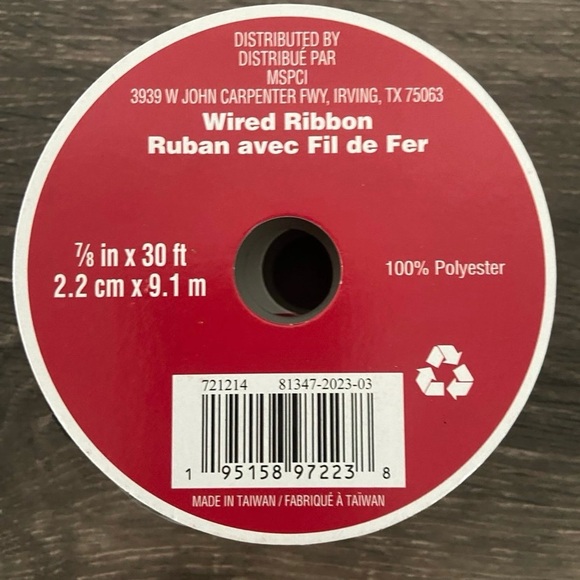 DISTRIBUTED BY
DISTRIBUÉ PAR
MSPCI
3939 W JOHN CARPENTER FWY, IRVING, TX 75063
Wired Ribbon
Ruban avec Fil de Fer
⅞ in x 30 ft
2.2 cm x 9.1 m
100% Polyester
721214 81347-2023-03
1 95158 97223 8
MADE IN TAIWAN / FABRIQUÉ À TAÏWAN